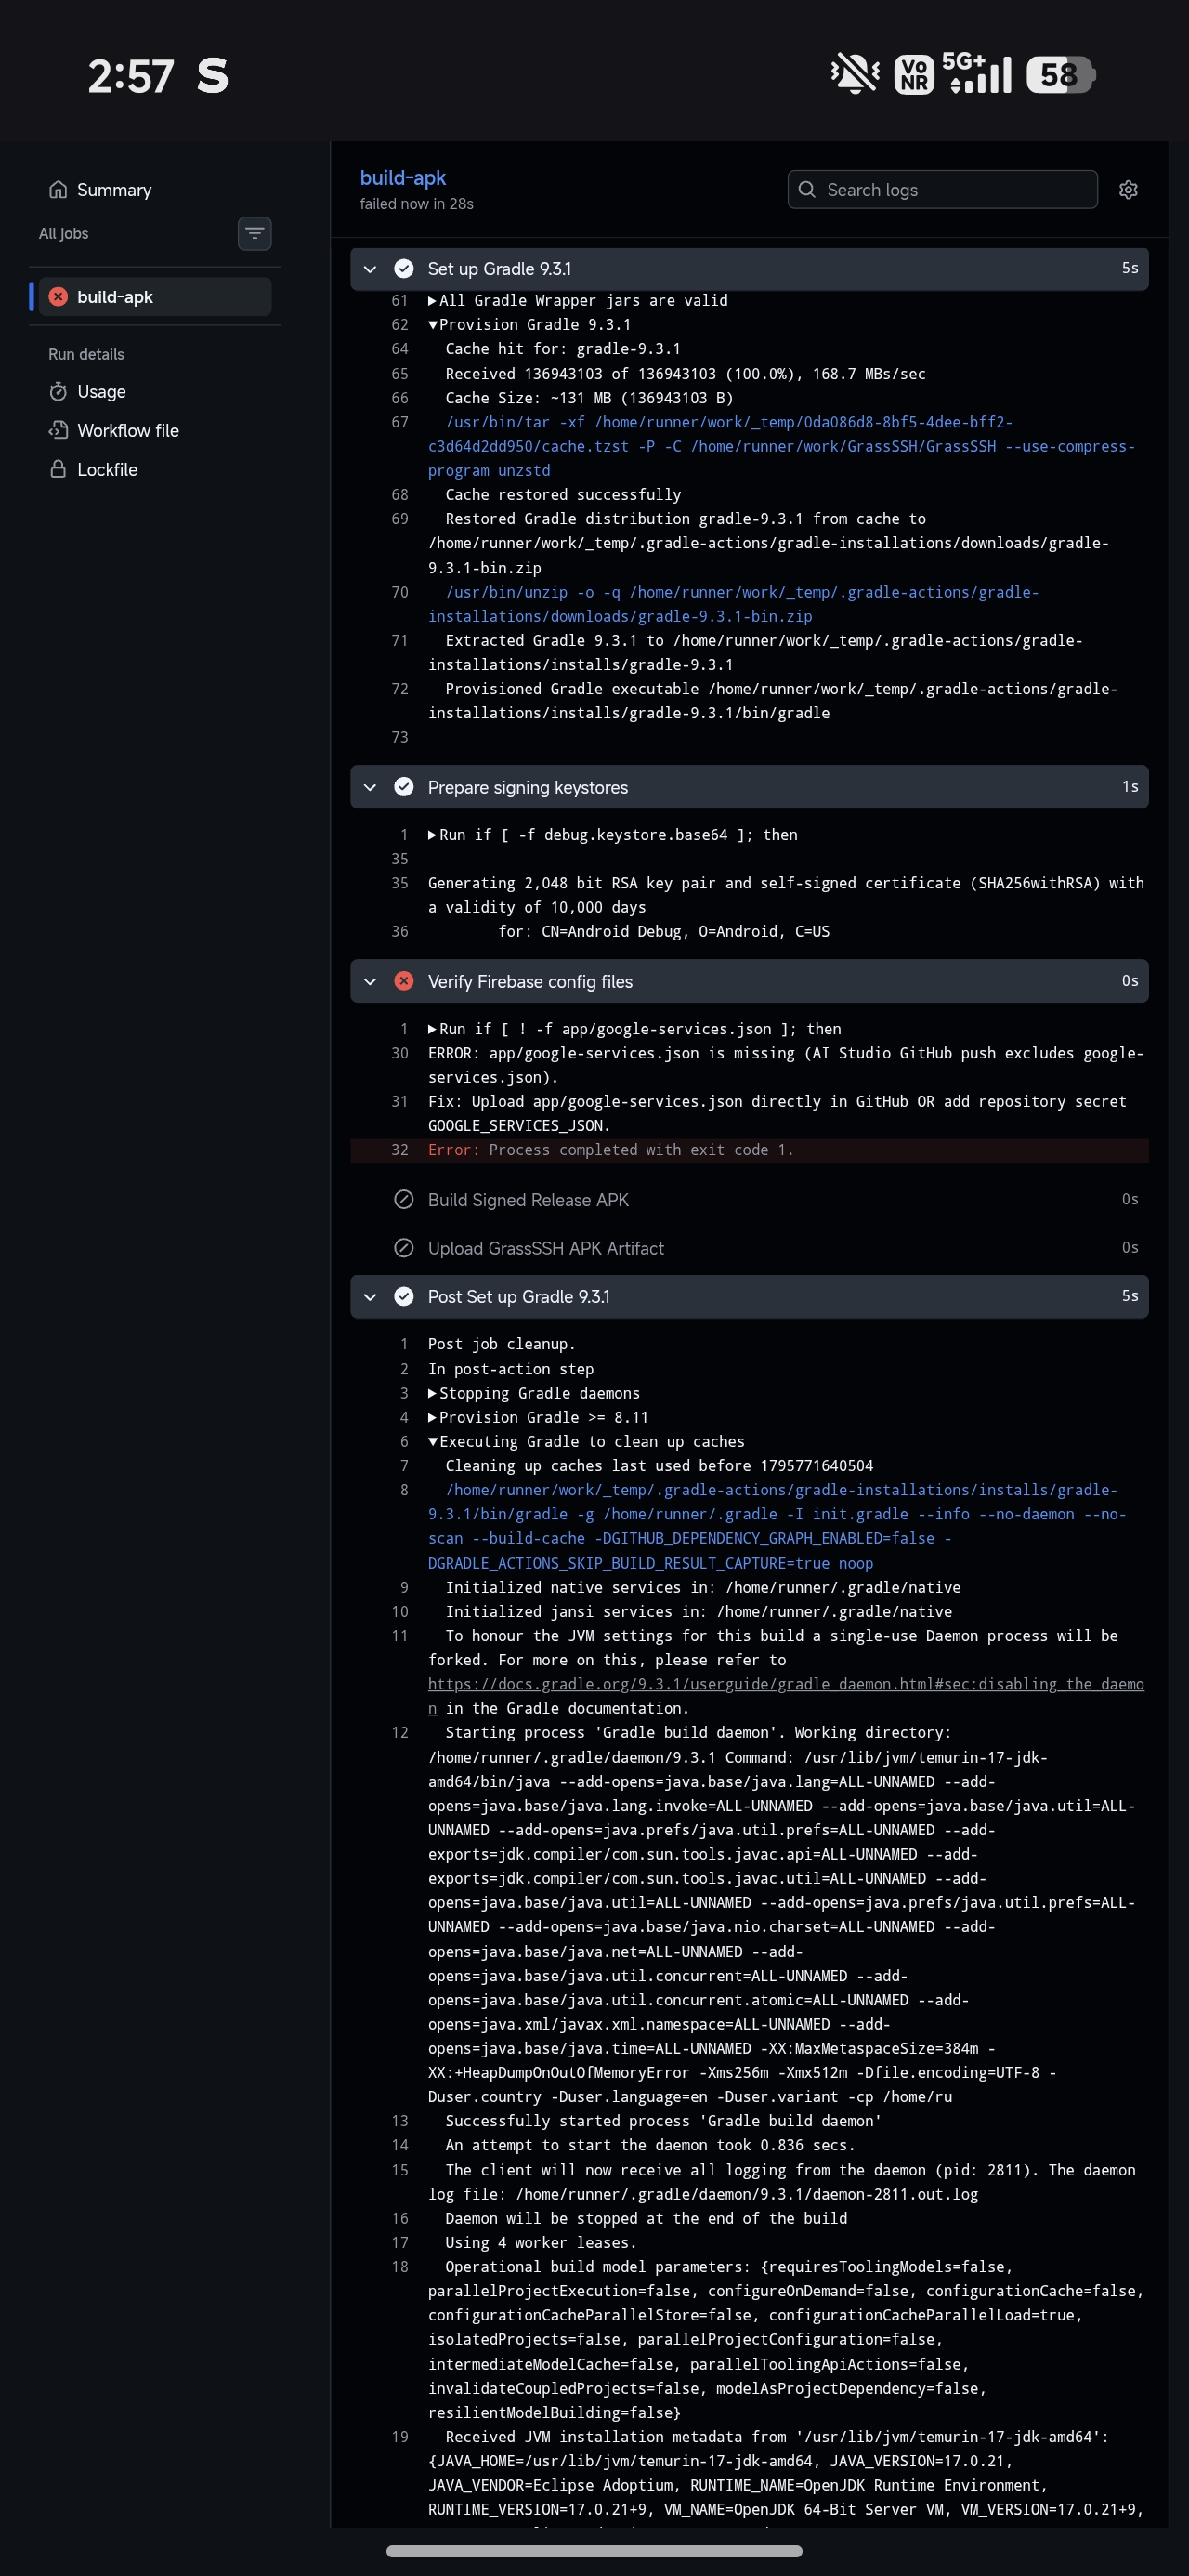 2:57 S
Vo NR 5G+ 58
Summary
All jobs
build-apk
Run details
Usage
Workflow file
Lockfile
build-apk
failed now in 28s
Search logs
Set up Gradle 9.3.1 5s
61 ▶All Gradle Wrapper jars are valid
62 ▼Provision Gradle 9.3.1
64 Cache hit for: gradle-9.3.1
65 Received 136943103 of 136943103 (100.0%), 168.7 MBs/sec
66 Cache Size: ~131 MB (136943103 B)
67 /usr/bin/tar -xf /home/runner/work/_temp/0da086d8-8bf5-4dee-bff2-
c3d64d2dd950/cache.tzst -P -C /home/runner/work/GrassSSH/GrassSSH --use-compress-
program unzstd
68 Cache restored successfully
69 Restored Gradle distribution gradle-9.3.1 from cache to
/home/runner/work/_temp/.gradle-actions/gradle-installations/downloads/gradle-
9.3.1-bin.zip
70 /usr/bin/unzip -o -q /home/runner/work/_temp/.gradle-actions/gradle-
installations/downloads/gradle-9.3.1-bin.zip
71 Extracted Gradle 9.3.1 to /home/runner/work/_temp/.gradle-actions/gradle-
installations/installs/gradle-9.3.1
72 Provisioned Gradle executable /home/runner/work/_temp/.gradle-actions/gradle-
installations/installs/gradle-9.3.1/bin/gradle
73
Prepare signing keystores 1s
1 ▶Run if [ -f debug.keystore.base64 ]; then
35
35 Generating 2,048 bit RSA key pair and self-signed certificate (SHA256withRSA) with
a validity of 10,000 days
36 for: CN=Android Debug, O=Android, C=US
Verify Firebase config files 0s
1 ▶Run if [ ! -f app/google-services.json ]; then
30 ERROR: app/google-services.json is missing (AI Studio GitHub push excludes google-
services.json).
31 Fix: Upload app/google-services.json directly in GitHub OR add repository secret
GOOGLE_SERVICES_JSON.
32 Error: Process completed with exit code 1.
Build Signed Release APK 0s
Upload GrassSSH APK Artifact 0s
Post Set up Gradle 9.3.1 5s
1 Post job cleanup.
2 In post-action step
3 ▶Stopping Gradle daemons
4 ▶Provision Gradle >= 8.11
6 ▼Executing Gradle to clean up caches
7 Cleaning up caches last used before 1795771640504
8 /home/runner/work/_temp/.gradle-actions/gradle-installations/installs/gradle-
9.3.1/bin/gradle -g /home/runner/.gradle -I init.gradle --info --no-daemon --no-
scan --build-cache -DGITHUB_DEPENDENCY_GRAPH_ENABLED=false -
DGRADLE_ACTIONS_SKIP_BUILD_RESULT_CAPTURE=true noop
9 Initialized native services in: /home/runner/.gradle/native
10 Initialized jansi services in: /home/runner/.gradle/native
11 To honour the JVM settings for this build a single-use Daemon process will be
forked. For more on this, please refer to
https://docs.gradle.org/9.3.1/userguide/gradle_daemon.html#sec:disabling_the_daemo
n in the Gradle documentation.
12 Starting process 'Gradle build daemon'. Working directory:
/home/runner/.gradle/daemon/9.3.1 Command: /usr/lib/jvm/temurin-17-jdk-
amd64/bin/java --add-opens=java.base/java.lang=ALL-UNNAMED --add-
opens=java.base/java.lang.invoke=ALL-UNNAMED --add-opens=java.base/java.util=ALL-
UNNAMED --add-opens=java.prefs/java.util.prefs=ALL-UNNAMED --add-
exports=jdk.compiler/com.sun.tools.javac.api=ALL-UNNAMED --add-
exports=jdk.compiler/com.sun.tools.javac.util=ALL-UNNAMED --add-
opens=java.base/java.util=ALL-UNNAMED --add-opens=java.prefs/java.util.prefs=ALL-
UNNAMED --add-opens=java.base/java.nio.charset=ALL-UNNAMED --add-
opens=java.base/java.net=ALL-UNNAMED --add-
opens=java.base/java.util.concurrent=ALL-UNNAMED --add-
opens=java.base/java.util.concurrent.atomic=ALL-UNNAMED --add-
opens=java.xml/javax.xml.namespace=ALL-UNNAMED --add-
opens=java.base/java.time=ALL-UNNAMED -XX:MaxMetaspaceSize=384m -
XX:+HeapDumpOnOutOfMemoryError -Xms256m -Xmx512m -Dfile.encoding=UTF-8 -
Duser.country -Duser.language=en -Duser.variant -cp /home/ru
13 Successfully started process 'Gradle build daemon'
14 An attempt to start the daemon took 0.836 secs.
15 The client will now receive all logging from the daemon (pid: 2811). The daemon
log file: /home/runner/.gradle/daemon/9.3.1/daemon-2811.out.log
16 Daemon will be stopped at the end of the build
17 Using 4 worker leases.
18 Operational build model parameters: {requiresToolingModels=false,
parallelProjectExecution=false, configureOnDemand=false, configurationCache=false,
configurationCacheParallelStore=false, configurationCacheParallelLoad=true,
isolatedProjects=false, parallelProjectConfiguration=false,
intermediateModelCache=false, parallelToolingApiActions=false,
invalidateCoupledProjects=false, modelAsProjectDependency=false,
resilientModelBuilding=false}
19 Received JVM installation metadata from '/usr/lib/jvm/temurin-17-jdk-amd64':
{JAVA_HOME=/usr/lib/jvm/temurin-17-jdk-amd64, JAVA_VERSION=17.0.21,
JAVA_VENDOR=Eclipse Adoptium, RUNTIME_NAME=OpenJDK Runtime Environment,
RUNTIME_VERSION=17.0.21+9, VM_NAME=OpenJDK 64-Bit Server VM, VM_VERSION=17.0.21+9,